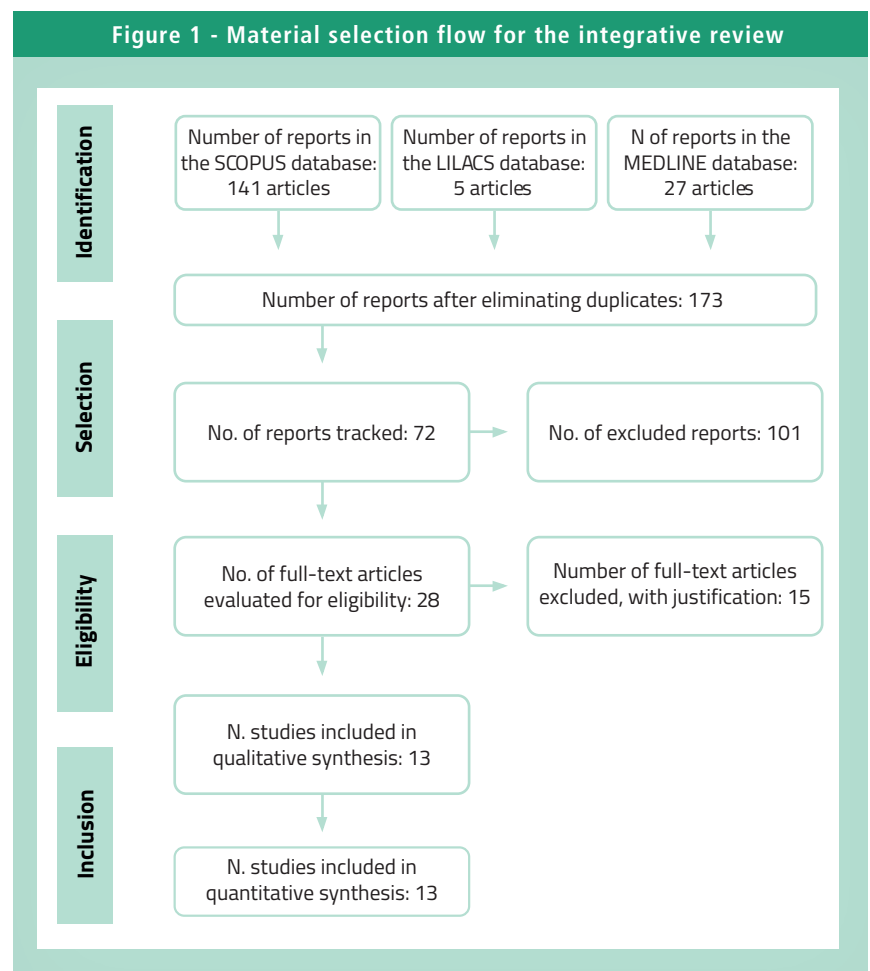 Figure 1 - Material selection flow for the integrative review
Identification
Number of reports in
the SCOPUS database:
141 articles
Number of reports in
the LILACS database:
5 articles
N of reports in the
MEDLINE database:
27 articles
Number of reports after eliminating duplicates: 173
Selection
No. of reports tracked: 72
No. of excluded reports: 101
Eligibility
No. of full-text articles
evaluated for eligibility: 28
Number of full-text articles
excluded, with justification: 15
N. studies included in
qualitative synthesis: 13
Inclusion
N. studies included in
quantitative synthesis: 13